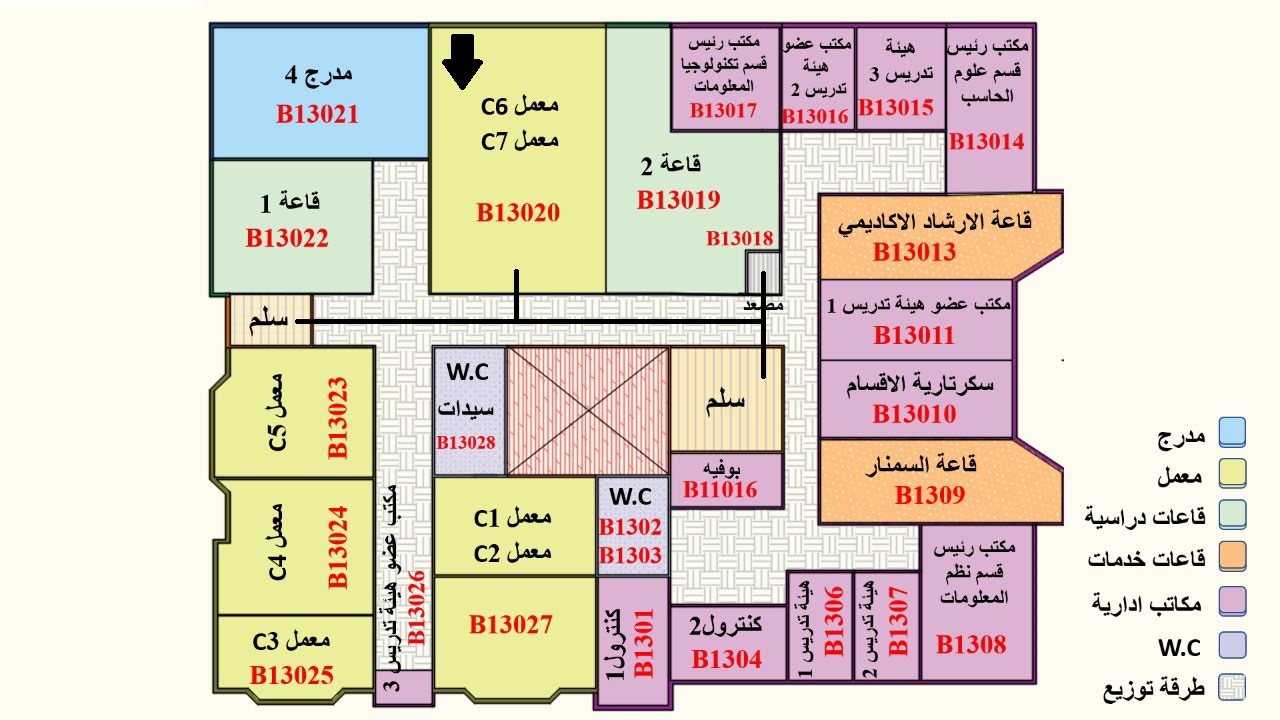 مدرج 4
B13021
معمل C6
معمل C7
B13020
قاعة 2
B13019
B13018
مصعد
مكتب رئيس
قسم تكنولوجيا
المعلومات
B13017
مكتب عضو
هيئة
تدريس 2
B13016
هيئة
تدريس 3
B13015
مكتب رئيس
قسم علوم
الحاسب
B13014
قاعة 1
B13022
قاعة الارشاد الاكاديمي
B13013
مكتب عضو هيئة تدريس 1
B13011
سكرتارية الاقسام
B13010
قاعة السمنار
B1309
سلم
معمل C5
B13023
معمل C4
B13024
معمل C3
B13025
مكتب عضو هيئة تدريس 3
B13026
W.C
سيدات
B13028
سلم
بوفيه
B11016
معمل C1
معمل C2
W.C
B1302
B1303
B13027
كنترول1
B1301
كنترول2
B1304
هيئة تدريس 1
B1306
هيئة تدريس 2
B1307
مكتب رئيس
قسم نظم
المعلومات
B1308
مدرج
معمل
قاعات دراسية
قاعات خدمات
مكاتب ادارية
W.C
طرقة توزيع